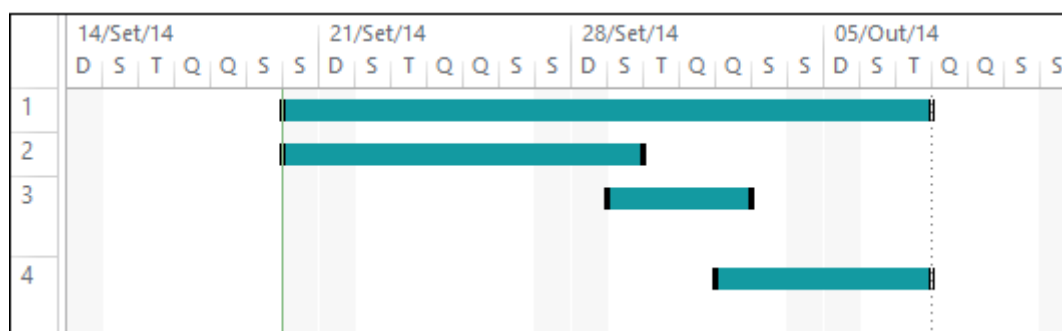 14/Set/14 21/Set/14 28/Set/14 05/Out/14
D S T Q Q S S D S T Q Q S S D S T Q Q S S D S T Q Q S S
1
2
3
4